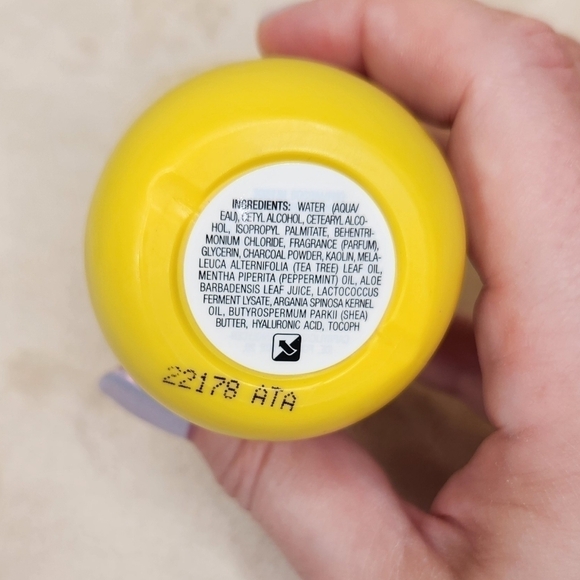 INGREDIENTS: WATER (AQUA/
EAU), CETYL ALCOHOL, CETEARYL ALCO-
HOL, ISOPROPYL PALMITATE, BEHENTRI-
MONIUM CHLORIDE, FRAGRANCE (PARFUM),
GLYCERIN, CHARCOAL POWDER, KAOLIN, MELA-
LEUCA ALTERNIFOLIA (TEA TREE) LEAF OIL,
MENTHA PIPERITA (PEPPERMINT) OIL, ALOE
BARBADENSIS LEAF JUICE, LACTOCOCCUS
FERMENT LYSATE, ARGANIA SPINOSA KERNEL
OIL, BUTYROSPERMUM PARKII (SHEA)
BUTTER, HYALURONIC ACID, TOCOPH
22178 ATA